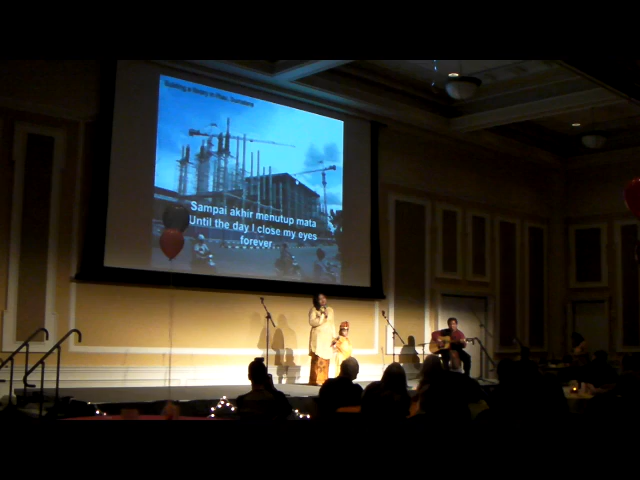 Building a library in Riau, Sumatera
Sampai akhir menutup mata
Until the day I close my eyes
forever...